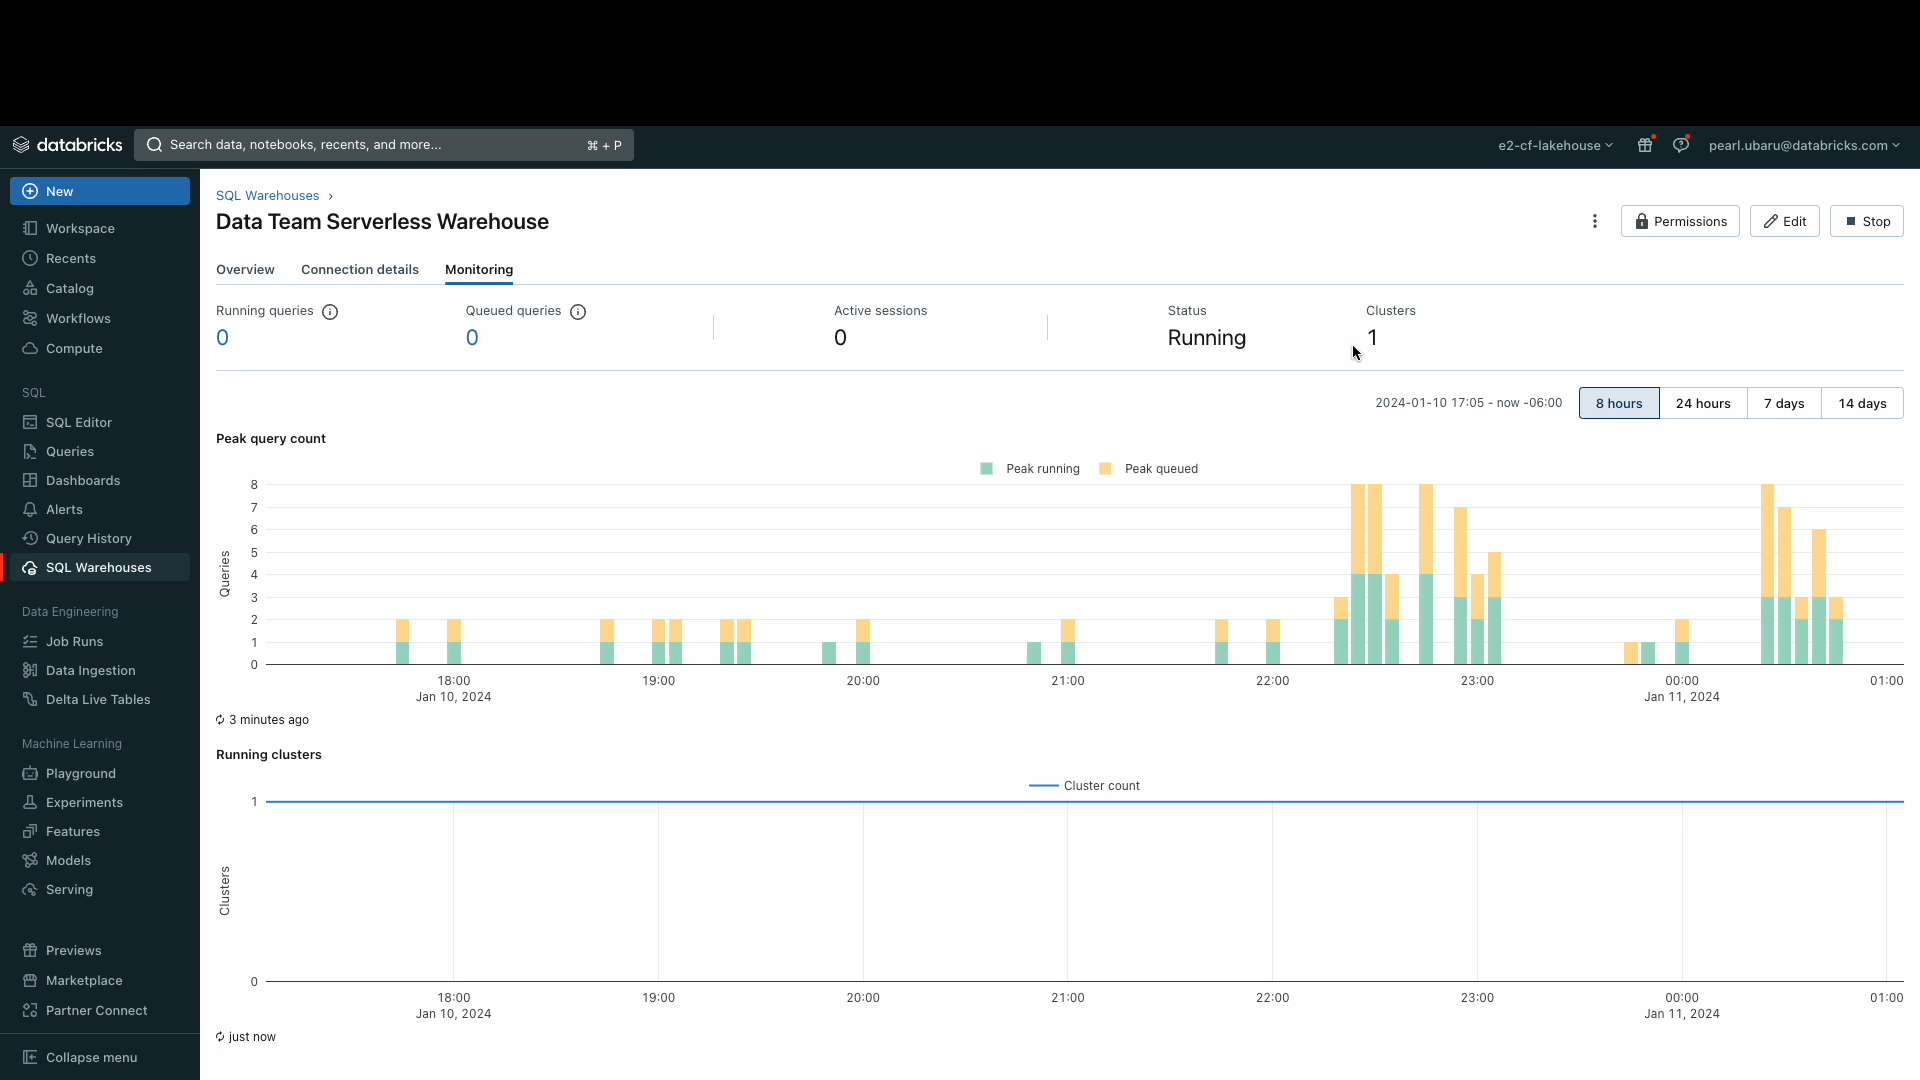 databricks
Search data, notebooks, recents, and more...
⌘ + P
e2-cf-lakehouse
pearl.ubaru@databricks.com
New
Workspace
Recents
Catalog
Workflows
Compute
SQL
SQL Editor
Queries
Dashboards
Alerts
Query History
SQL Warehouses
Data Engineering
Job Runs
Data Ingestion
Delta Live Tables
Machine Learning
Playground
Experiments
Features
Models
Serving
Previews
Marketplace
Partner Connect
Collapse menu
SQL Warehouses ›
Data Team Serverless Warehouse
Permissions
Edit
Stop
Overview Connection details Monitoring
Running queries
0
Queued queries
0
Active sessions
0
Status
Running
Clusters
1
2024-01-10 17:05 - now -06:00
8 hours 24 hours 7 days 14 days
Peak query count
Peak running Peak queued
Queries
8
7
6
5
4
3
2
1
0
18:00 19:00 20:00 21:00 22:00 23:00 00:00 01:00
Jan 10, 2024 Jan 11, 2024
3 minutes ago
Running clusters
Cluster count
Clusters
1
0
18:00 19:00 20:00 21:00 22:00 23:00 00:00 01:00
Jan 10, 2024 Jan 11, 2024
just now